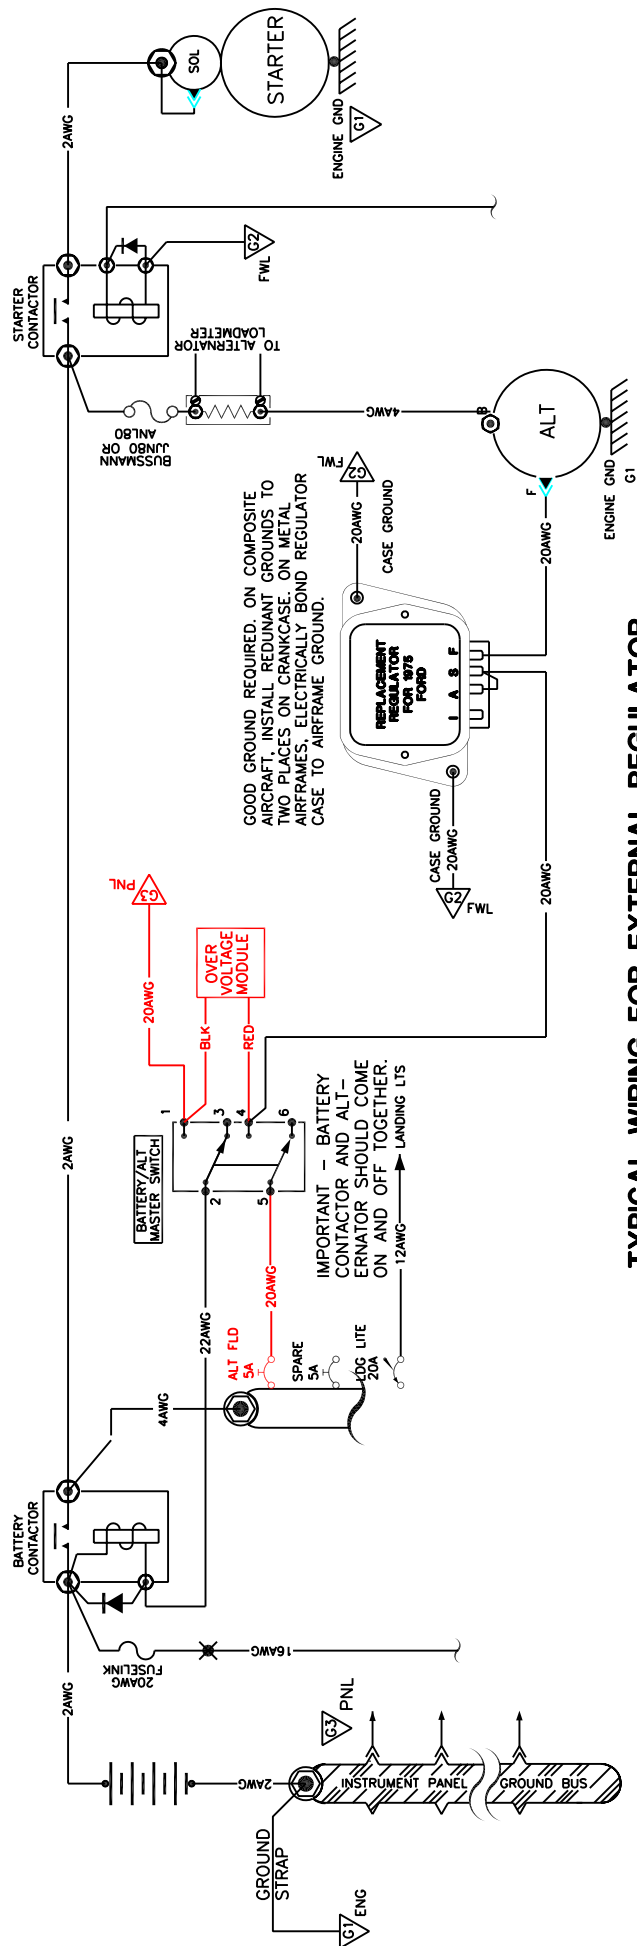 2AWG
BATTERY
CONTACTOR
20AWG
FUSELINK
16AWG
2AWG
GROUND
STRAP
G1
ENG
G3
PNL
INSTRUMENT PANEL
GROUND BUS
4AWG
2AWG
22AWG
ALT FLD
5A
SPARE
5A
LDG LITE
20A
20AWG
12AWG
LANDING LTS
BATTERY/ALT
MASTER SWITCH
1
2
3
4
5
6
IMPORTANT – BATTERY
CONTACTOR AND ALT–
ERNATOR SHOULD COME
ON AND OFF TOGETHER.
BLK
RED
OVER
VOLTAGE
MODULE
20AWG
G3
PNL
20AWG
GOOD GROUND REQUIRED. ON COMPOSITE
AIRCRAFT, INSTALL REDUNANT GROUNDS TO
TWO PLACES ON CRANKCASE. ON METAL
AIRFRAMES, ELECTRICALLY BOND REGULATOR
CASE TO AIRFRAME GROUND.
CASE GROUND
20AWG
G2
FWL
REPLACEMENT
REGULATOR
FOR 1975
FORD
I A S F
CASE GROUND
20AWG
G2
FWL
20AWG
F
B
ALT
ENGINE GND
G1
4AWG
BUSSMANN
JJN80 OR
ANL80
TO ALTERNATOR
LOADMETER
STARTER
CONTACTOR
G2
FWL
2AWG
SOL
STARTER
ENGINE GND
G1